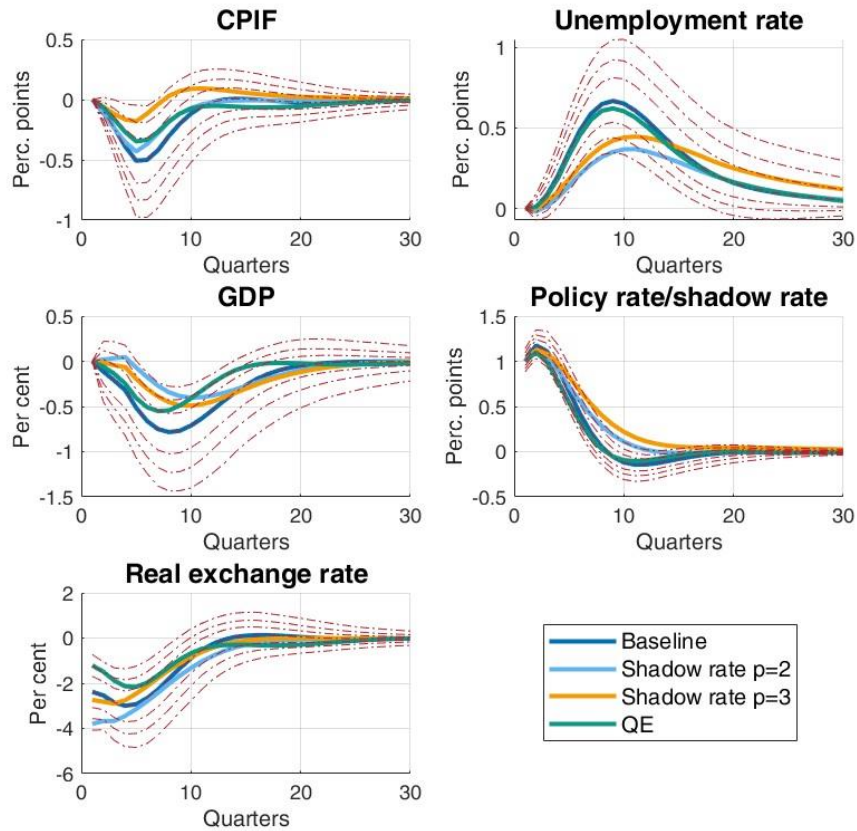 CPIF
0.5
0
-0.5
-1
Perc. points
0 10 20 30
Quarters
Unemployment rate
1
0.5
0
Perc. points
0 10 20 30
Quarters
GDP
0.5
0
-0.5
-1
-1.5
Per cent
0 10 20 30
Quarters
Policy rate/shadow rate
1.5
1
0.5
0
-0.5
Perc. points
0 10 20 30
Quarters
Real exchange rate
2
0
-2
-4
-6
Per cent
0 10 20 30
Quarters
Baseline
Shadow rate p=2
Shadow rate p=3
QE